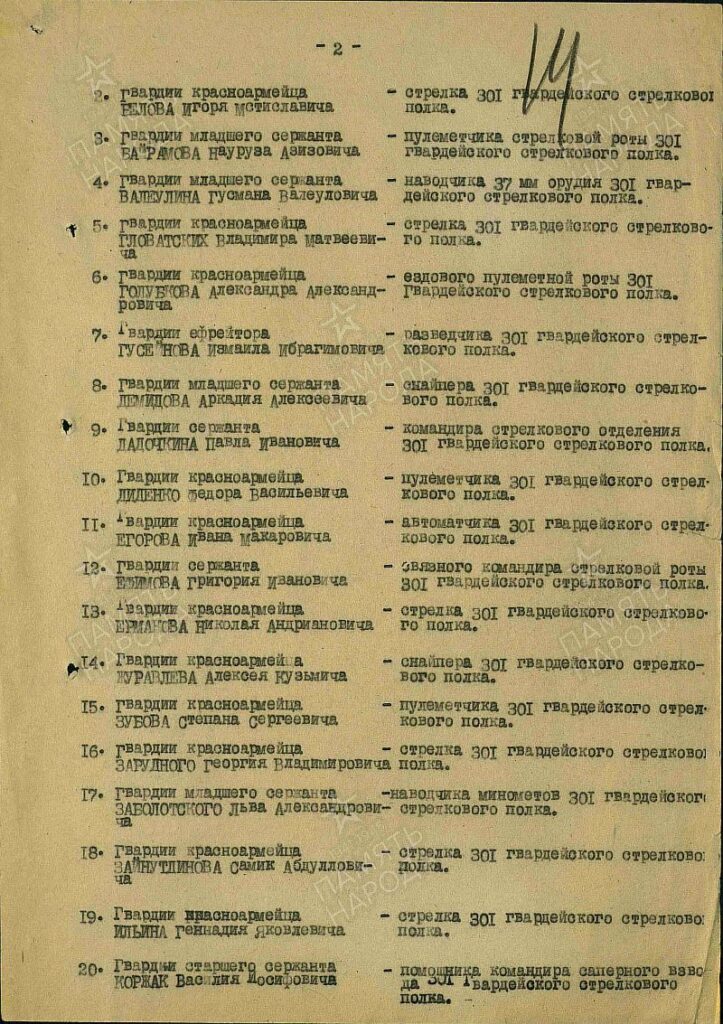 - 2 -
14
2. Гвардии красноармейца - стрелка 301 гвардейского стрелковог
БЕЛОВА Игоря Мстиславича полка.
3. Гвардии младшего сержанта - пулеметчика стрелковой роты 301
БАЙРАМОВА Науруза Азизовича гвардейского стрелкового полка.
4. Гвардии младшего сержанта - наводчика 37 мм орудия 301 гвар-
ВАЛЕУЛИНА Гусмана Валеуловича дейского стрелкового полка.
5. Гвардии красноармейца - стрелка 301 гвардейского стрелково-
ГЛОВАТСКИХ Владимира Матвееви- го полка.
ча
6. Гвардии красноармейца - ездового пулеметной роты 301
ГОЛУБКОВА Александра Александ- Гвардейского стрелкового полка.
ровича
7. Гвардии ефрейтора - разведчика 301 гвардейского стрел-
ГУСЕЙНОВА Измаила Ибрагимовича кового полка.
8. Гвардии младшего сержанта - снайпера 301 гвардейского стрелко-
ДЕМИДОВА Аркадия Алексеевича вого полка.
9. Гвардии сержанта - командира стрелкового отделения
ЛАДОЧКИНА Павла Ивановича 301 гвардейского стрелкового полка.
10. Гвардии красноармейца - пулеметчика 301 гвардейского стрел-
ДИДЕНКО Федора Васильевича кового полка.
11. Гвардии красноармейца - автоматчика 301 гвардейского стрел-
ЕГОРОВА Ивана Макаровича кового полка.
12. Гвардии сержанта - связного командира стрелковой роты
ЕФИМОВА Григория Ивановича 301 гвардейского стрелкового полка.
13. Гвардии красноармейца - стрелка 301 гвардейского стрелково-
ЕРМАКОВА Николая Андриановича го полка.
14. Гвардии красноармейца - снайпера 301 гвардейского стрелко-
ЖУРАВЛЕВА Алексея Кузьмича вого полка.
15. Гвардии красноармейца - пулеметчика 301 гвардейского стрел-
ЗУБОВА Степана Сергеевича кового полка.
16. Гвардии красноармейца - стрелка 301 гвардейского стрелковог
ЗАРУДНОГО Георгия Владимировича полка.
17. Гвардии младшего сержанта -наводчика минометов 301 гвардейского
ЗАБОЛОТСКОГО Льва Александрови- стрелкового полка.
ча
18. Гвардии красноармейца - стрелка 301 гвардейского стрелковог
ЗАЙНУТДИНОВА Самик Абдуллови- полка.
ча
19. Гвардии красноармейца - стрелка 301 гвардейского стрелковог
ИЛЬИНА Геннадия Яковлевича полка.
20. Гвардии старшего сержанта - помощника командира саперного взво
КОРЖАК Василия Иосифовича да 301 Гвардейского стрелкового
полка.
ПАМЯТЬ НАРОДА